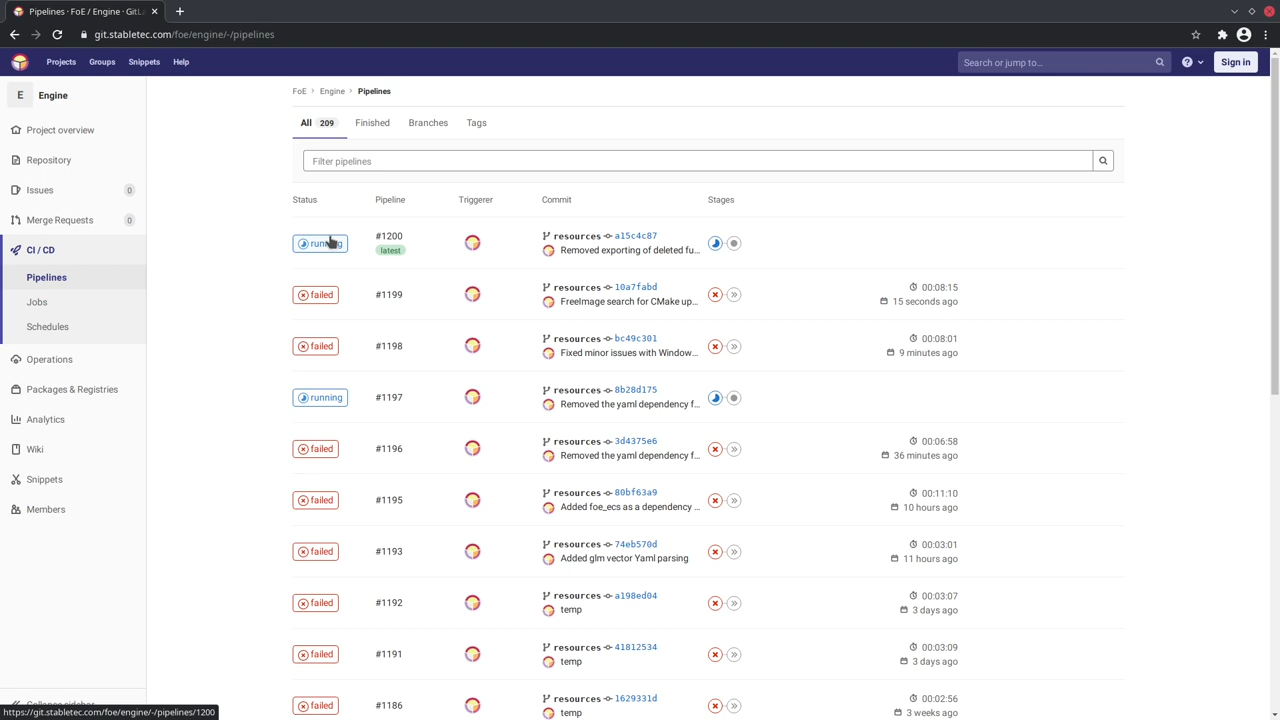 Pipelines · FoE / Engine · GitLa
git.stabletec.com/foe/engine/-/pipelines
Projects Groups Snippets Help Search or jump to... Sign in
E Engine
Project overview
Repository
Issues 0
Merge Requests 0
CI / CD
Pipelines
Jobs
Schedules
Operations
Packages & Registries
Analytics
Wiki
Snippets
Members
https://git.stabletec.com/foe/engine/-/pipelines/1200
FoE > Engine > Pipelines
All 209 Finished Branches Tags
Filter pipelines
Status Pipeline Triggerer Commit Stages
running #1200 resources a15c4c87
latest Removed exporting of deleted fu...
failed #1199 resources 10a7fabd 00:08:15
FreeImage search for CMake up... 15 seconds ago
failed #1198 resources bc49c301 00:08:01
Fixed minor issues with Window... 9 minutes ago
running #1197 resources 8b28d175
Removed the yaml dependency f...
failed #1196 resources 3d4375e6 00:06:58
Removed the yaml dependency f... 36 minutes ago
failed #1195 resources 80bf63a9 00:11:10
Added foe_ecs as a dependency ... 10 hours ago
failed #1193 resources 74eb570d 00:03:01
Added glm vector Yaml parsing 11 hours ago
failed #1192 resources a198ed04 00:03:07
temp 3 days ago
failed #1191 resources 41812534 00:03:09
temp 3 days ago
failed #1186 resources 1629331d 00:02:56
temp 3 weeks ago